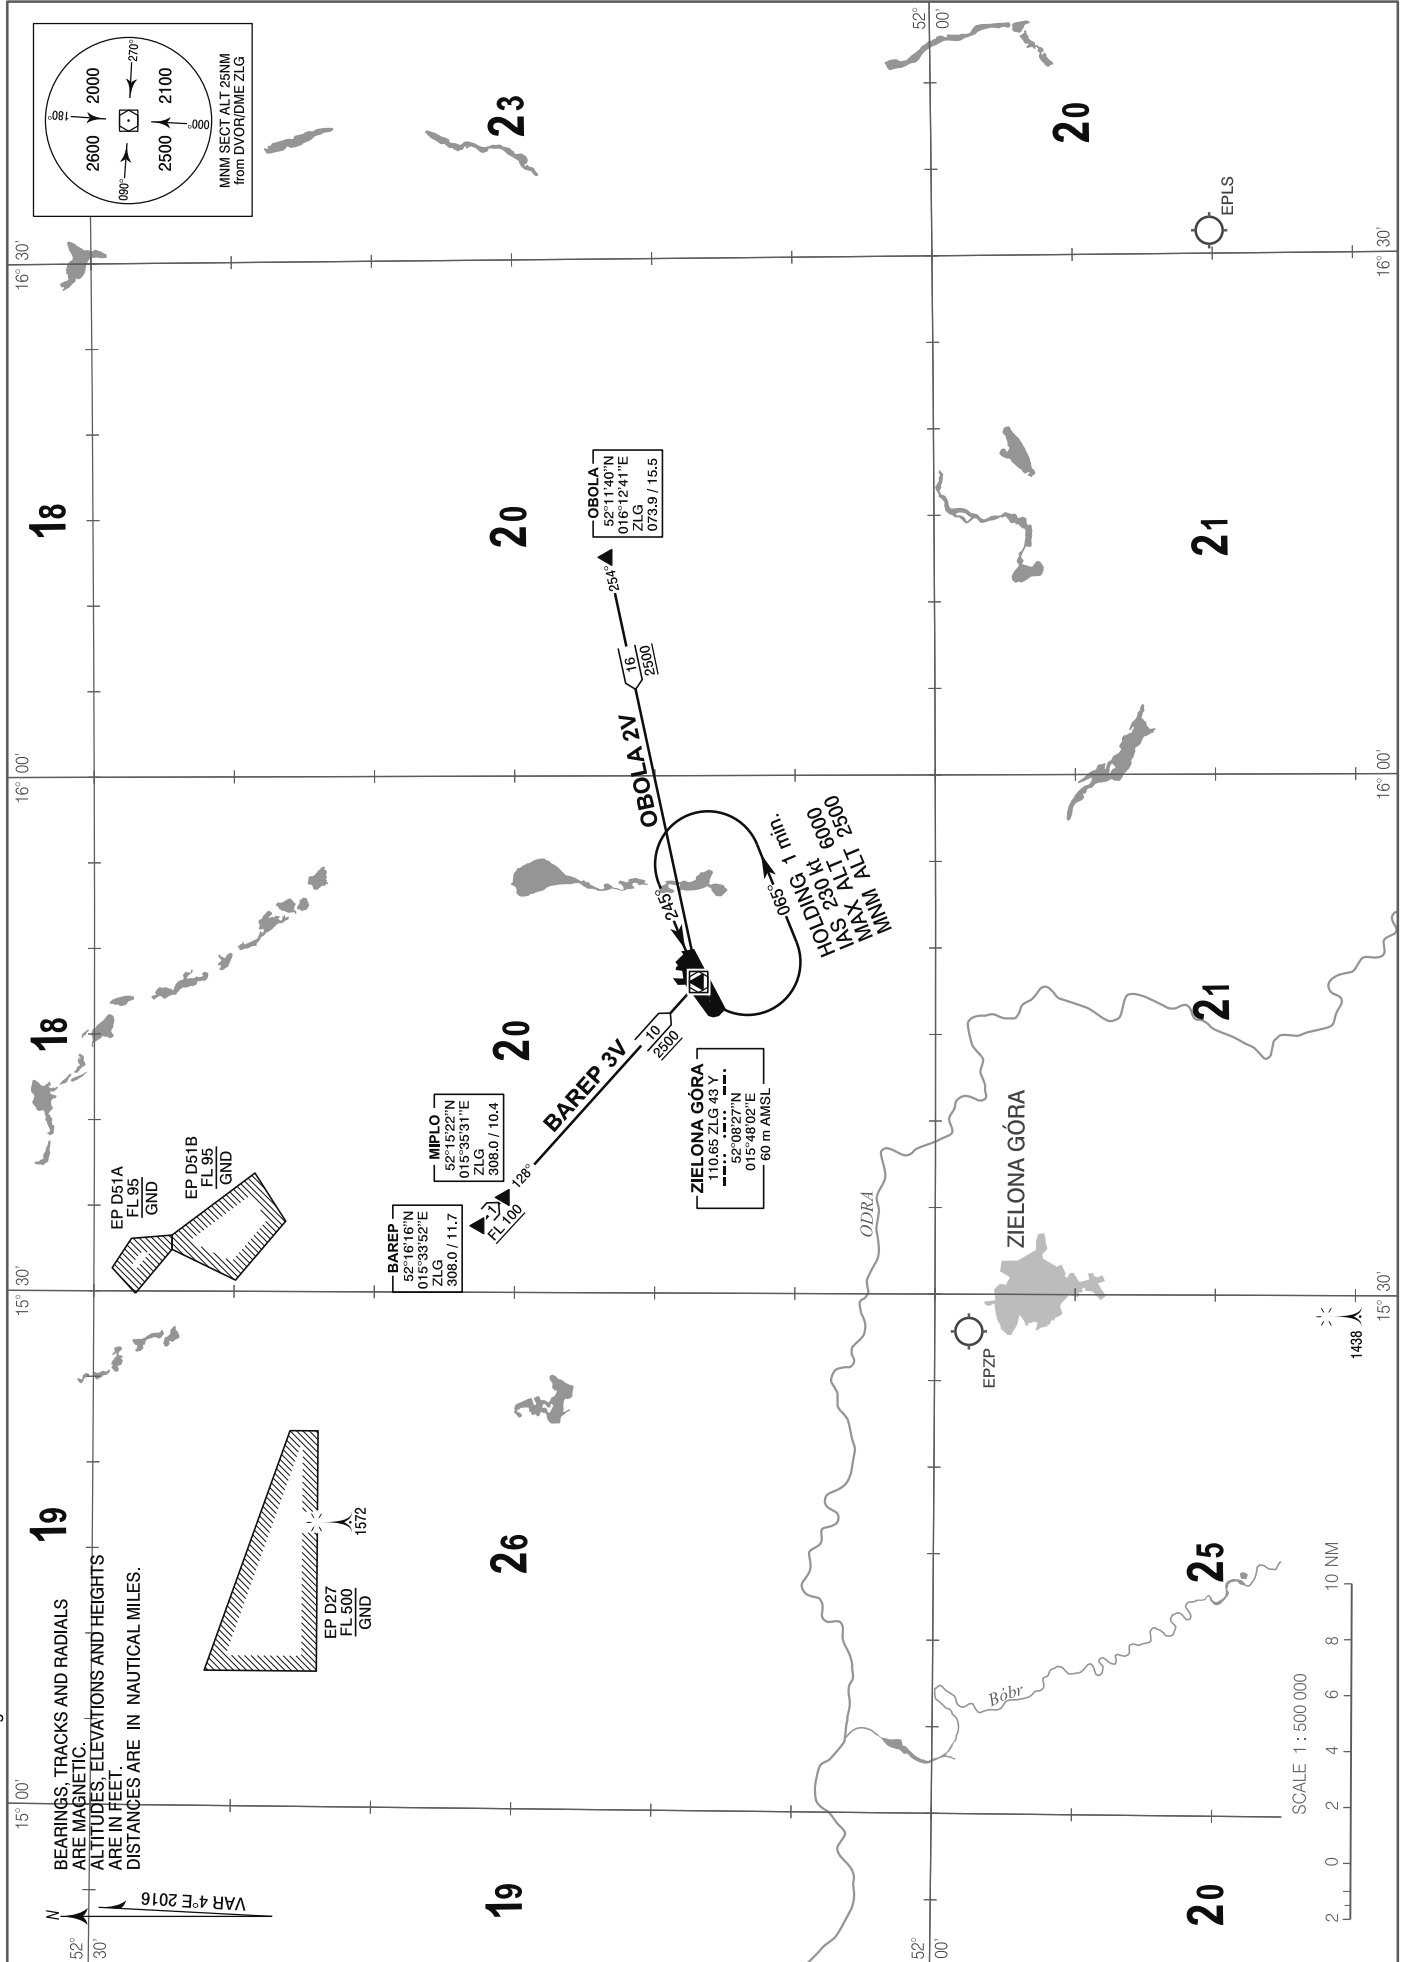 BEARINGS, TRACKS AND RADIALS
ARE MAGNETIC.
ALTITUDES, ELEVATIONS AND HEIGHTS
ARE IN FEET.
DISTANCES ARE IN NAUTICAL MILES.
N
VAR 4°E 2016
52°
30'
15° 00'
15° 30'
16° 00'
16° 30'
19
18
18
180°
270°
000°
090°
2600
2000
2500
2100
MNM SECT ALT 25NM
from DVOR/DME ZLG
EP D51A
FL 95
GND
EP D51B
FL 95
GND
EP D27
FL 500
GND
1572
19
26
20
20
23
BAREP
52°16'16''N
015°33'52''E
ZLG
308.0 / 11.7
MIPLO
52°15'22''N
015°35'31''E
ZLG
308.0 / 10.4
1
FL 100
128°
BAREP 3V
10
2500
OBOLA
52°11'40''N
016°12'41''E
ZLG
073.9 / 15.5
254°
16
2500
OBOLA 2V
245°
065°
HOLDING 1 min.
IAS 230 kt
MAX ALT 6000
MNM ALT 2500
ZIELONA GÓRA
110.65 ZLG 43 Y
52°08'27''N
015°48'02''E
60 m AMSL
ODRA
52°
00'
52°
00'
EPZP
ZIELONA GÓRA
Bóbr
20
25
21
21
20
EPLS
1438
SCALE 1 : 500 000
2 0 2 4 6 8 10 NM
15° 30'
16° 00'
16° 30'